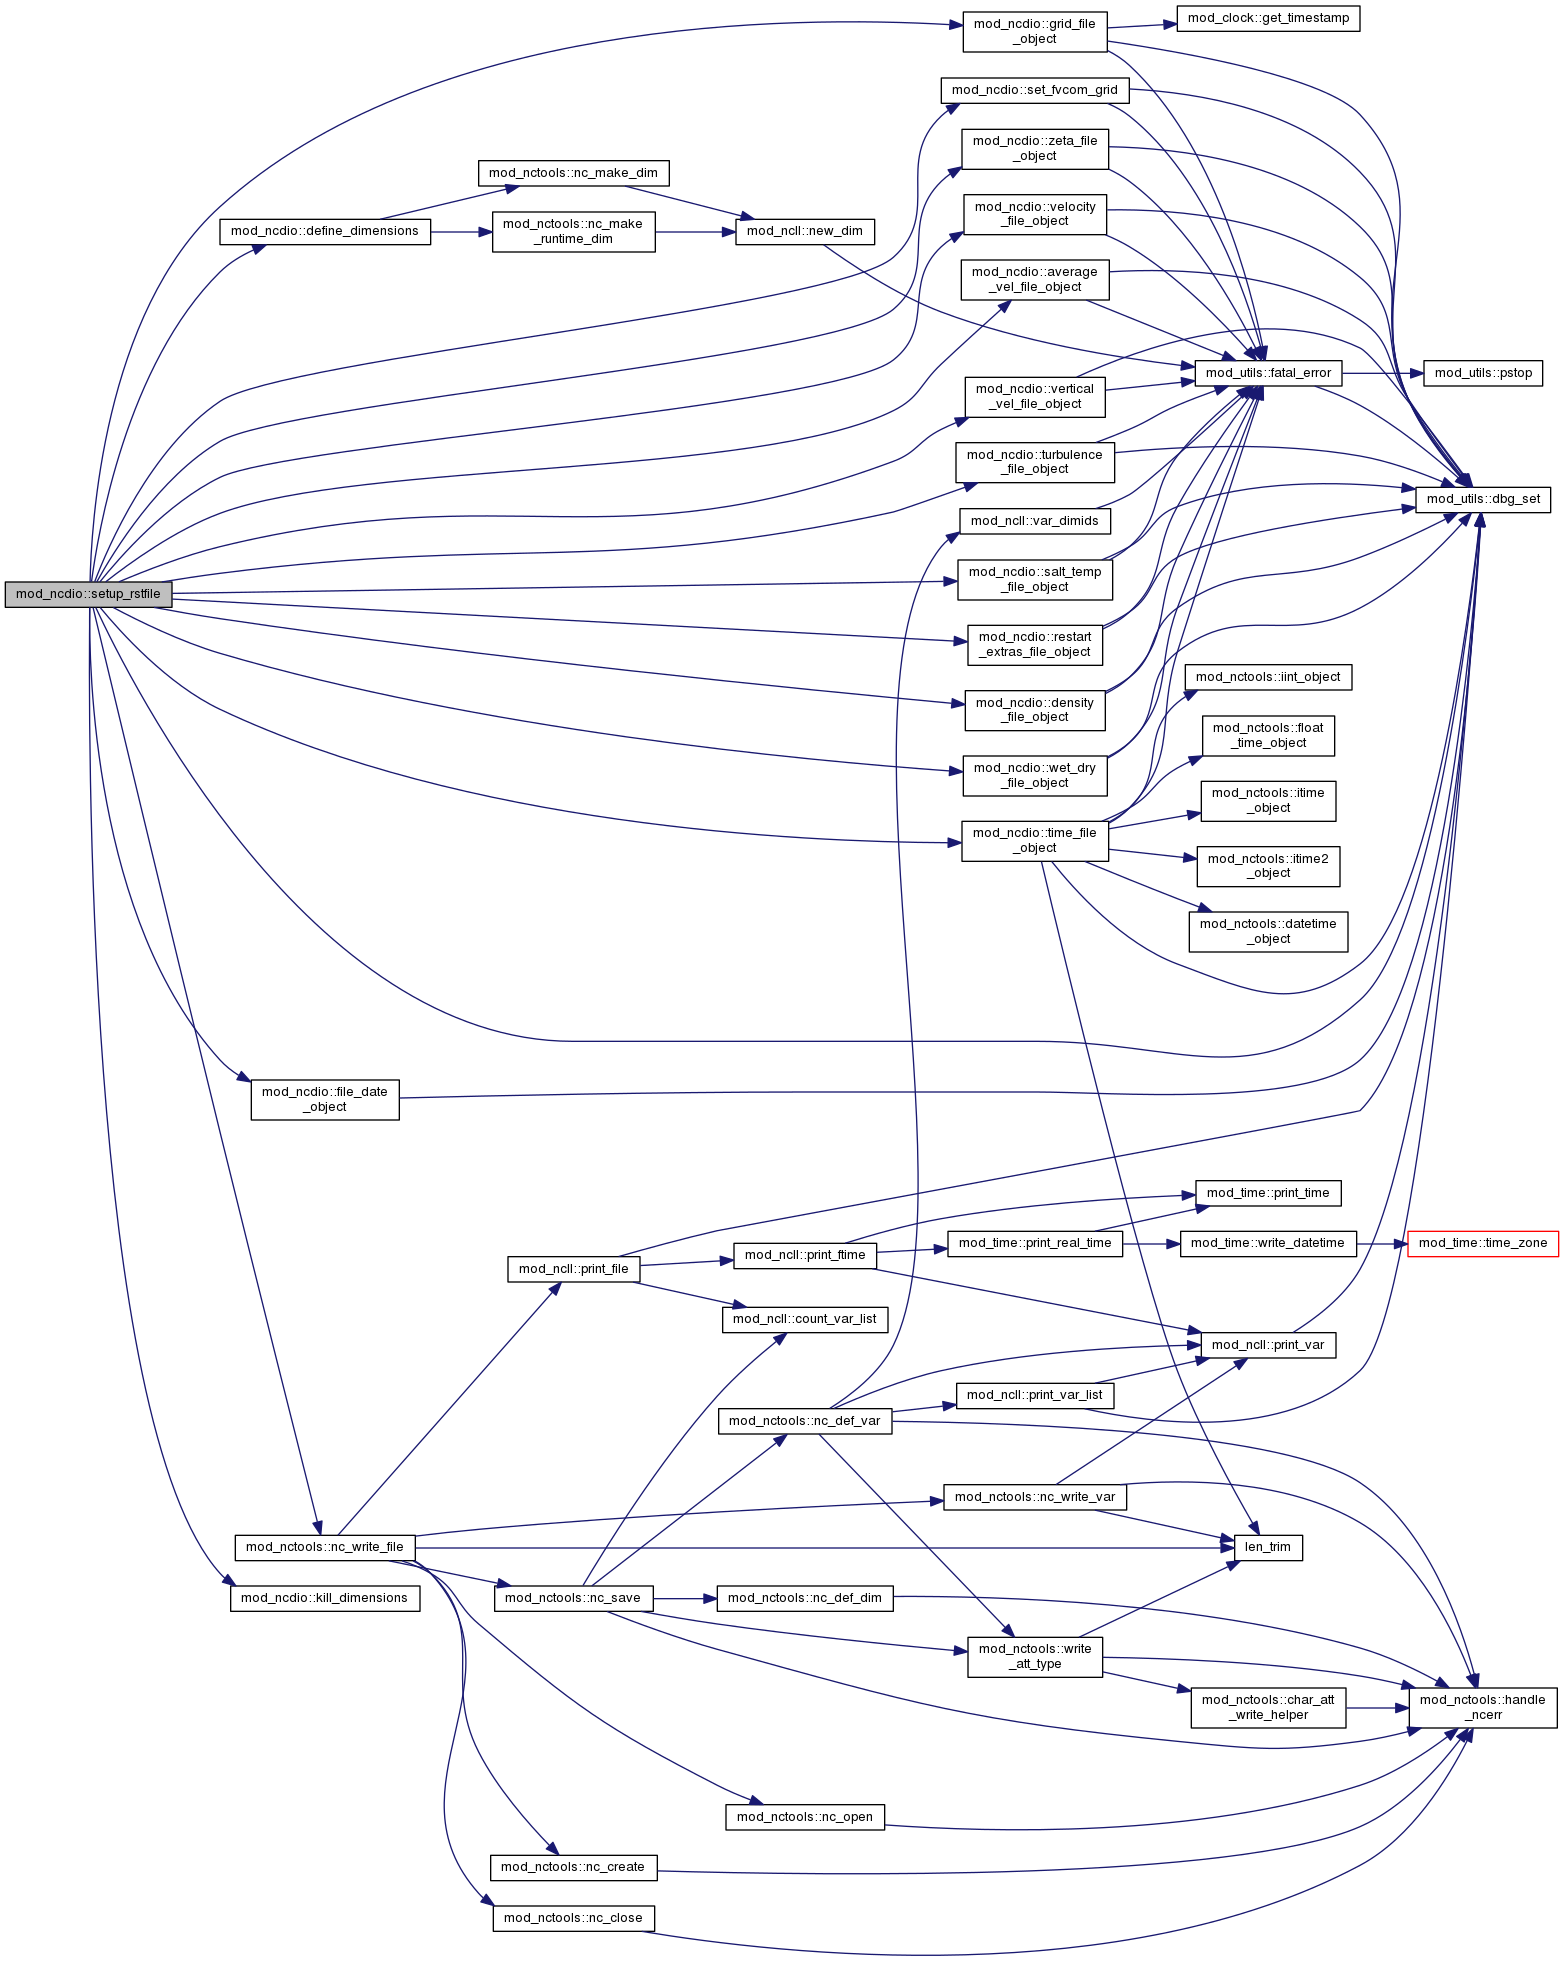 mod_clock::get_timestamp
mod_ncdio::grid_file
_object
mod_ncdio::set_fvcom_grid
mod_ncdio::zeta_file
_object
mod_nctools::nc_make_dim
mod_ncdio::define_dimensions
mod_nctools::nc_make
_runtime_dim
mod_ncll::new_dim
mod_ncdio::velocity
_file_object
mod_ncdio::average
_vel_file_object
mod_utils::fatal_error
mod_utils::pstop
mod_ncdio::vertical
_vel_file_object
mod_ncdio::turbulence
_file_object
mod_utils::dbg_set
mod_ncll::var_dimids
mod_ncdio::salt_temp
_file_object
mod_ncdio::setup_rstfile
mod_ncdio::restart
_extras_file_object
mod_nctools::iint_object
mod_ncdio::density
_file_object
mod_nctools::float
_time_object
mod_ncdio::wet_dry
_file_object
mod_nctools::itime
_object
mod_ncdio::time_file
_object
mod_nctools::itime2
_object
mod_nctools::datetime
_object
mod_ncdio::file_date
_object
mod_time::print_time
mod_ncll::print_file
mod_ncll::print_ftime
mod_time::print_real_time
mod_time::write_datetime
mod_time::time_zone
mod_ncll::count_var_list
mod_ncll::print_var
mod_ncll::print_var_list
mod_nctools::nc_def_var
mod_nctools::nc_write_var
mod_nctools::nc_write_file
len_trim
mod_ncdio::kill_dimensions
mod_nctools::nc_save
mod_nctools::nc_def_dim
mod_nctools::write
_att_type
mod_nctools::char_att
_write_helper
mod_nctools::handle
_ncerr
mod_nctools::nc_open
mod_nctools::nc_create
mod_nctools::nc_close